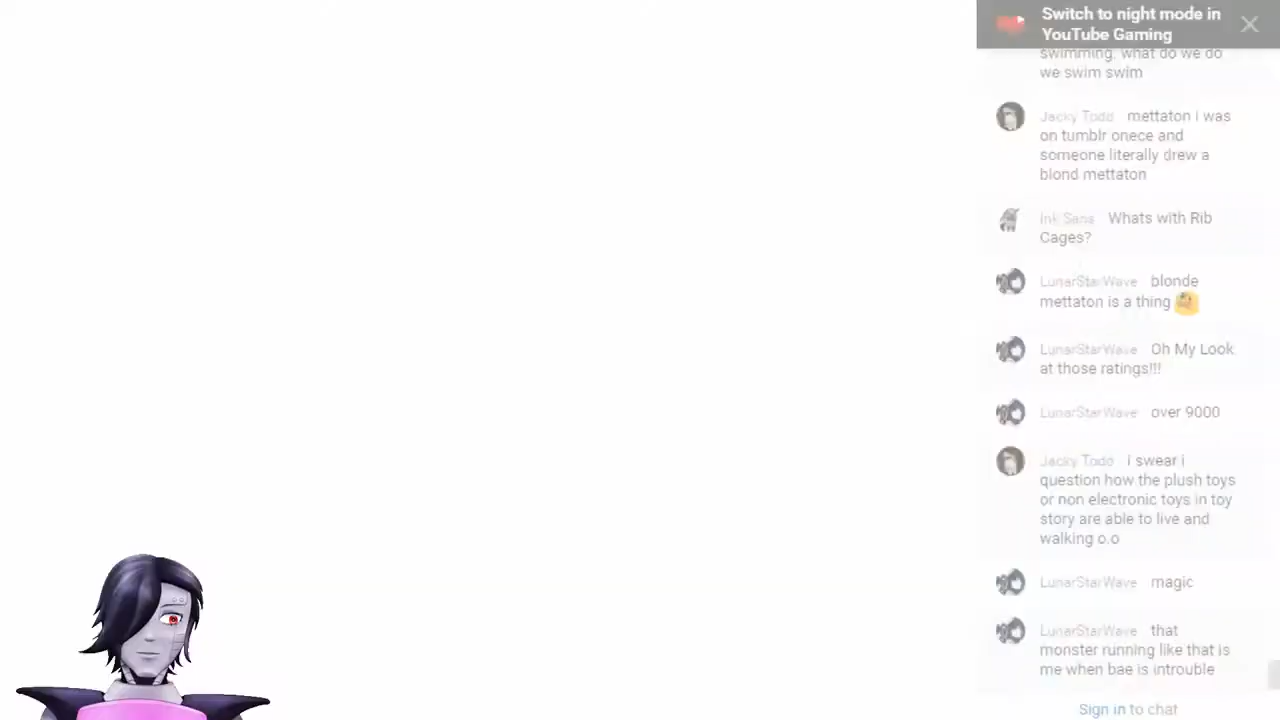 Switch to night mode in
YouTube Gaming
swimming, what do we do
we swim swim
Jacky Todd mettaton i was
on tumblr onece and
someone literally drew a
blond mettaton
Ink Sans Whats with Rib
Cages?
LunarStarWave blonde
mettaton is a thing
LunarStarWave Oh My Look
at those ratings!!!
LunarStarWave over 9000
Jacky Todd i swear i
question how the plush toys
or non electronic toys in toy
story are able to live and
walking o.o
LunarStarWave magic
LunarStarWave that
monster running like that is
me when bae is introuble
Sign in to chat